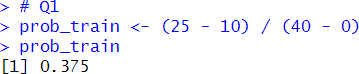 > # Q1
> prob_train <- (25 - 10) / (40 - 0)
> prob_train
[1] 0.375